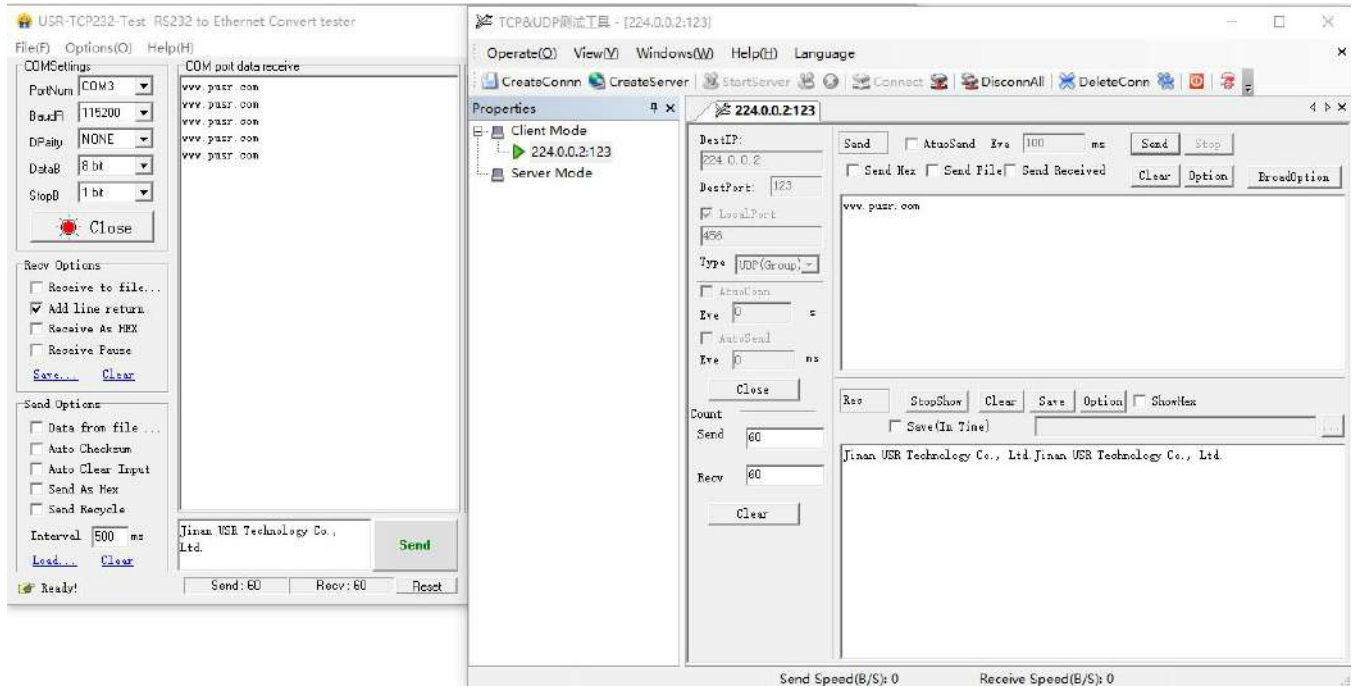 USR-TCP232-Test RS232 to Ethernet Convert tester
File(F) Options(O) Help(H)
COMSettings
PortNum COM3
BaudR 115200
DPaity NONE
DataB 8 bit
StopB 1 bit
Close
Recv Options
Receive to file...
Add line return
Receive As HEX
Receive Pause
Save... Clear
Send Options
Data from file ...
Auto Checksum
Auto Clear Input
Send As Hex
Send Recycle
Interval 500 ms
Load... Clear
Ready!
COM port data receive
www.pusr.com
www.pusr.com
www.pusr.com
www.pusr.com
www.pusr.com
Jinan USR Technology Co.,
Ltd.
Send
Send:60 Recv:60 Reset
TCP&UDP测试工具 - [224.0.0.2:123]
Operate(O) View(V) Windows(W) Help(H) Language
CreateConnn CreateServer StartServer Connect DisconnAll DeleteConn
Properties
Client Mode
224.0.0.2:123
Server Mode
224.0.0.2:123
DestIP:
224.0.0.2
DestPort: 123
LocalPort
456
Type UDP(Group)
AtuoConn
Eve 0 s
AutoSend
Eve 0 ms
Close
Count
Send 60
Recv 60
Clear
Send AtuoSend Eve 100 ms Send Stop
Send Hex Send File Send Received Clear Option BroadOption
www.pusr.com
Rec StopShow Clear Save Option ShowHex
Save(In Time) ...
Jinan USR Technology Co., Ltd.Jinan USR Technology Co., Ltd.
Send Speed(B/S): 0 Receive Speed(B/S): 0